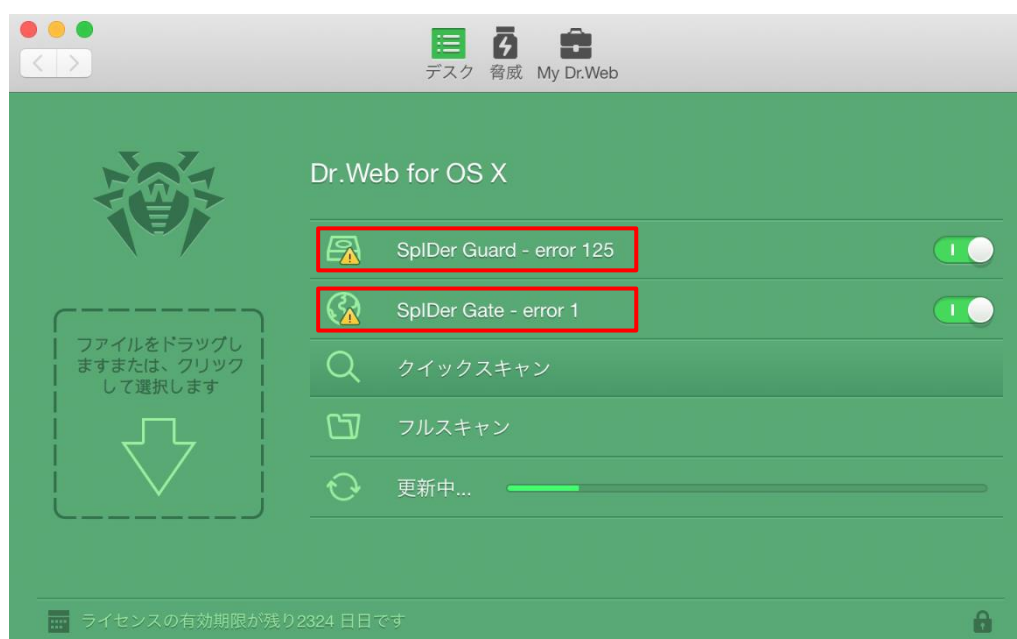 デスク
脅威
My Dr.Web
Dr.Web for OS X
SpIDer Guard - error 125
SpIDer Gate - error 1
ファイルをドラッグし
ますまたは、クリック
して選択します
クイックスキャン
フルスキャン
更新中...
ライセンスの有効期限が残り2324 日日です